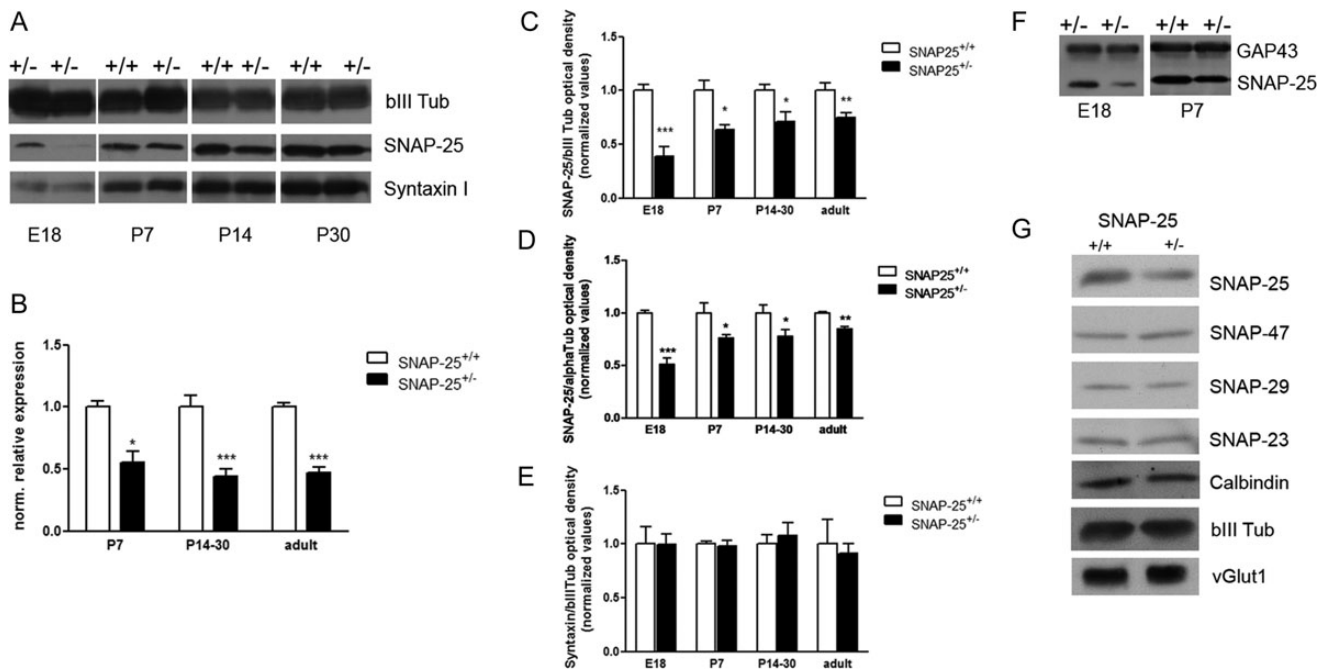 A
+/- +/- +/+ +/- +/+ +/- +/+ +/-
bIII Tub
SNAP-25
Syntaxin I
E18 P7 P14 P30
B
norm. relative expression
1.5
1.0
0.5
0.0
P7 P14-30 adult
SNAP-25+/+
SNAP-25+/-
C
SNAP-25/bIII Tub optical density
(normalized values)
1.5
1.0
0.5
0.0
*** * * **
E18 P7 P14-30 adult
SNAP25+/+
SNAP25+/-
D
SNAP-25/alphaTub optical density
(normalized values)
1.5
1.0
0.5
0.0
*** * * **
E18 P7 P14-30 adult
SNAP25+/+
SNAP25+/-
E
Syntaxin/bIIITub optical density
(normalized values)
1.5
1.0
0.5
0.0
E18 P7 P14-30 adult
SNAP-25+/+
SNAP-25+/-
F
+/- +/- +/+ +/-
GAP43
SNAP-25
E18 P7
G
SNAP-25
+/+ +/-
SNAP-25
SNAP-47
SNAP-29
SNAP-23
Calbindin
bIII Tub
vGlut1
* *** ***